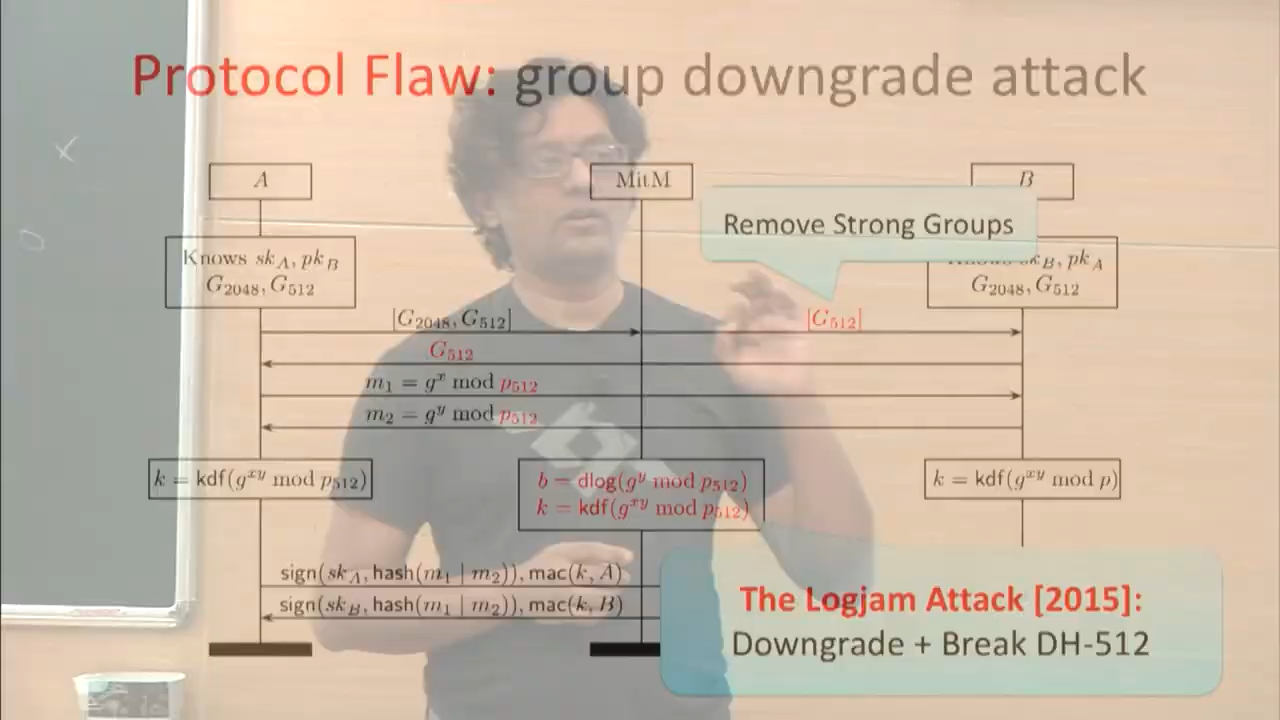 Protocol Flaw: group downgrade attack
A
MitM
B
Remove Strong Groups
Knows sk_A, pk_B
G_2048, G_512
sk_B, pk_A
G_2048, G_512
[G_2048, G_512]
[G_512]
G_512
m_1 = g^x mod p_512
m_2 = g^y mod p_512
k = kdf(g^xy mod p_512)
b = dlog(g^y mod p_512)
k = kdf(g^xy mod p_512)
k = kdf(g^xy mod p)
sign(sk_A, hash(m_1 | m_2)), mac(k, A)
sign(sk_B, hash(m_1 | m_2)), mac(k, B)
The Logjam Attack [2015]:
Downgrade + Break DH-512